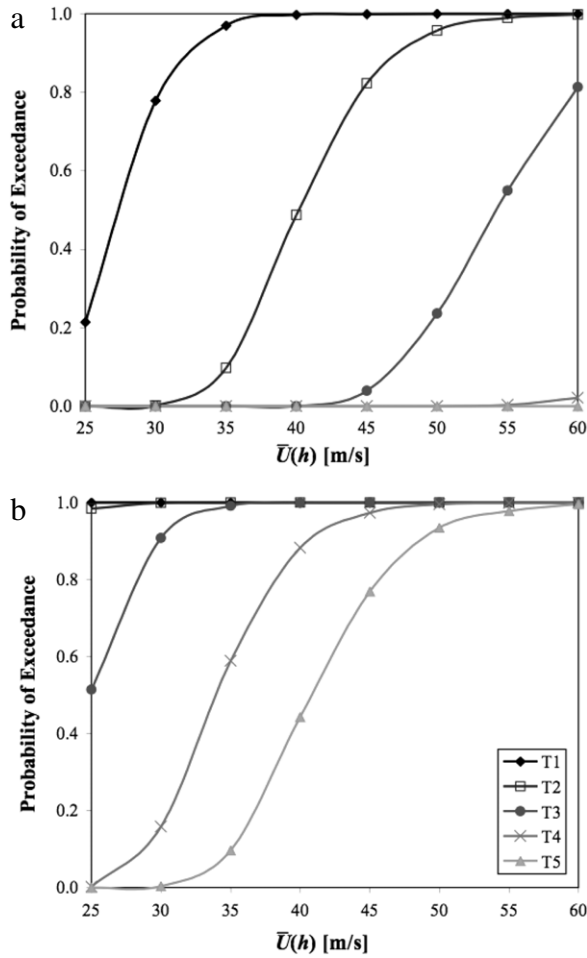 a
Probability of Exceedance
1.0
0.8
0.6
0.4
0.2
0.0
25 30 35 40 45 50 55 60
Ū(h) [m/s]
b
Probability of Exceedance
1.0
0.8
0.6
0.4
0.2
0.0
T1
T2
T3
T4
T5
25 30 35 40 45 50 55 60
Ū(h) [m/s]